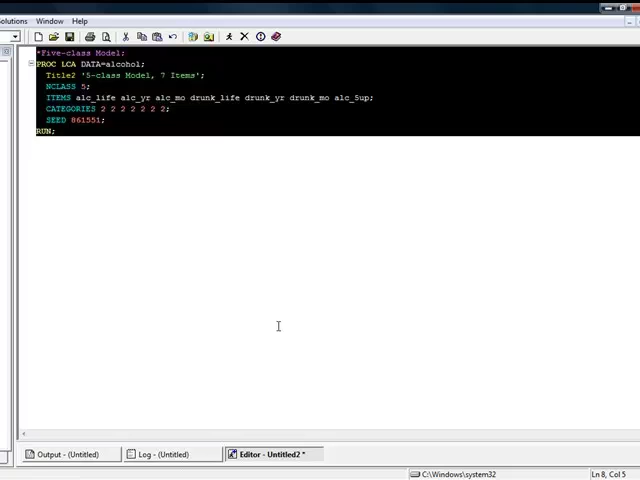 Solutions Window Help
*Five-class Model;
PROC LCA DATA=alcohol;
Title2 '5-class Model, 7 Items';
NCLASS 5;
ITEMS alc_life alc_yr alc_mo drunk_life drunk_yr drunk_mo alc_5up;
CATEGORIES 2 2 2 2 2 2 2;
SEED 861551;
RUN;
Output - (Untitled) Log - (Untitled) Editor - Untitled2 *
C:\Windows\system32 Ln 8, Col 5